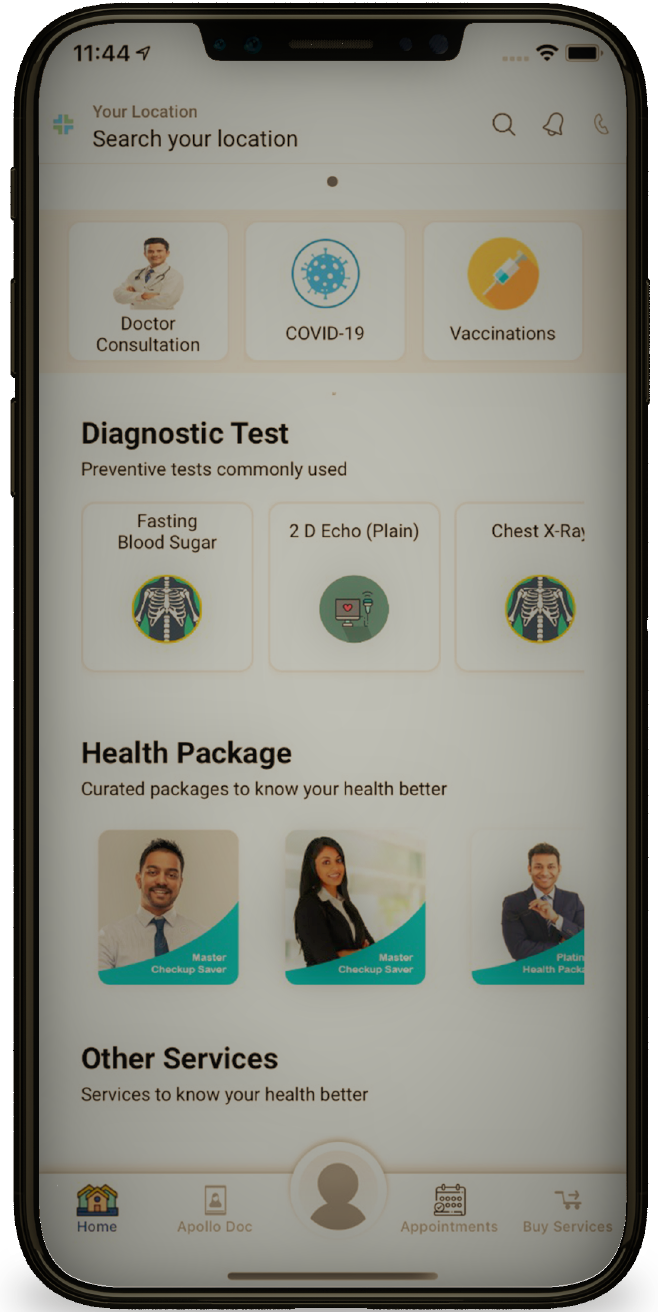 11:44
Your Location
Search your location
Doctor
Consultation
COVID-19
Vaccinations
Diagnostic Test
Preventive tests commonly used
Fasting
Blood Sugar
2 D Echo (Plain)
Chest X-Ray
Health Package
Curated packages to know your health better
Master
Checkup Saver
Master
Checkup Saver
Platin
Health Packa
Other Services
Services to know your health better
Home
Apollo Doc
Appointments
Buy Services